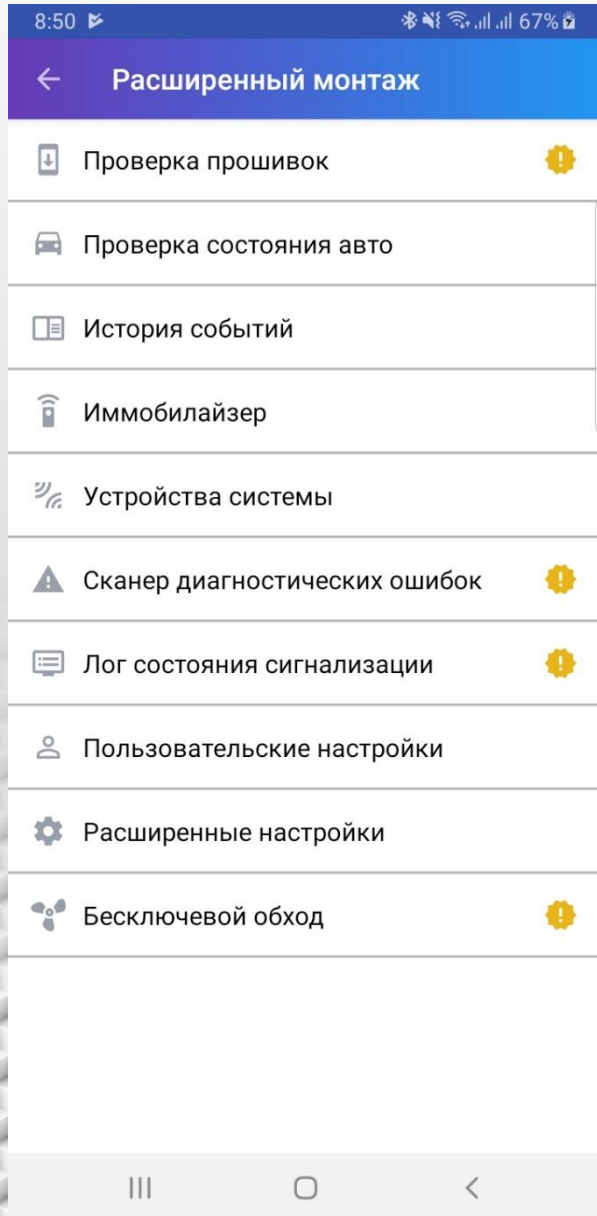 8:50 67%
Расширенный монтаж
Проверка прошивок
Проверка состояния авто
История событий
Иммобилайзер
Устройства системы
Сканер диагностических ошибок
Лог состояния сигнализации
Пользовательские настройки
Расширенные настройки
Бесключевой обход